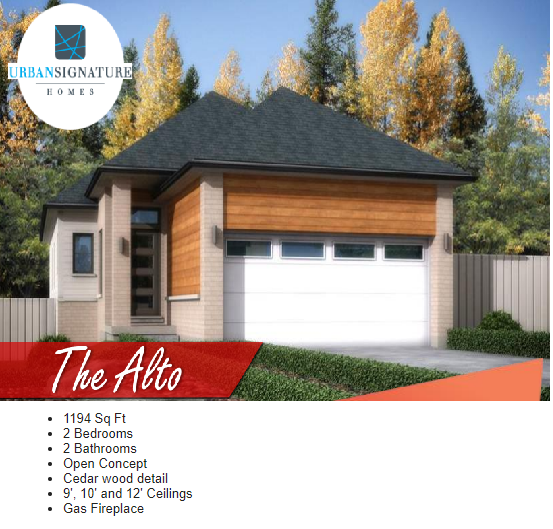 URBANSIGNATURE
HOMES
The Alto
1194 Sq Ft
2 Bedrooms
2 Bathrooms
Open Concept
Cedar wood detail
9', 10' and 12' Ceilings
Gas Fireplace